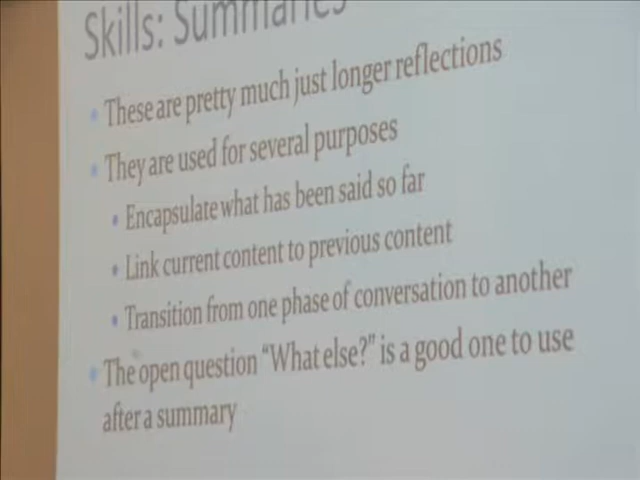 Skills: Summaries
• These are pretty much just longer reflections
• They are used for several purposes
• Encapsulate what has been said so far
• Link current content to previous content
• Transition from one phase of conversation to another
• The open question “What else?” is a good one to use
after a summary